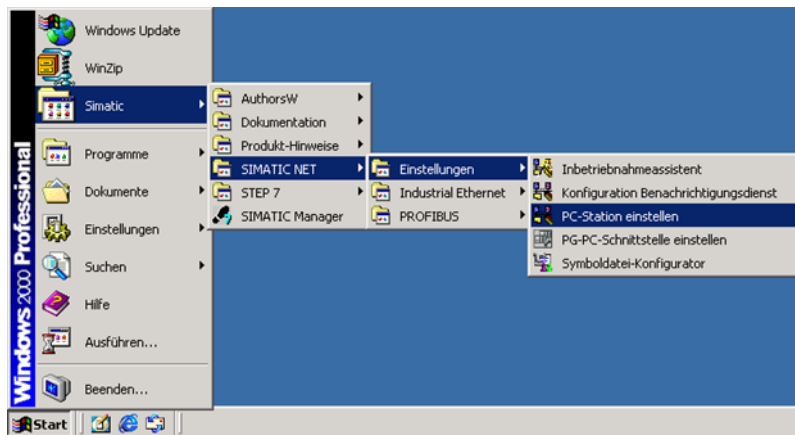 Windows 2000 Professional
Windows Update
WinZip
Simatic
Programme
Dokumente
Einstellungen
Suchen
Hilfe
Ausführen...
Beenden...
AuthorsW
Dokumentation
Produkt-Hinweise
SIMATIC NET
STEP 7
SIMATIC Manager
Einstellungen
Industrial Ethernet
PROFIBUS
Inbetriebnahmeassistent
Konfiguration Benachrichtigungsdienst
PC-Station einstellen
PG-PC-Schnittstelle einstellen
Symboldatei-Konfigurator
Start